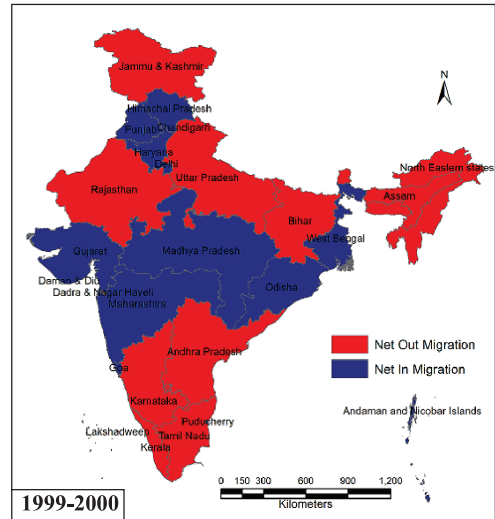 Jammu & Kashmir
N
Himachal Pradesh
Punjab
Chandigarh
Haryana
Delhi
North Eastern states
Rajasthan
Uttar Pradesh
Assam
Bihar
West Bengal
Gujarat
Madhya Pradesh
Daman & Diu
Dadra & Nagar Haveli
Odisha
Maharashtra
Net Out Migration
Andhra Pradesh
Goa
Net In Migration
Karnataka
Andaman and Nicobar Islands
Puducherry
Lakshadweep
Tamil Nadu
Kerala
0 150 300 600 900 1,200
Kilometers
1999-2000